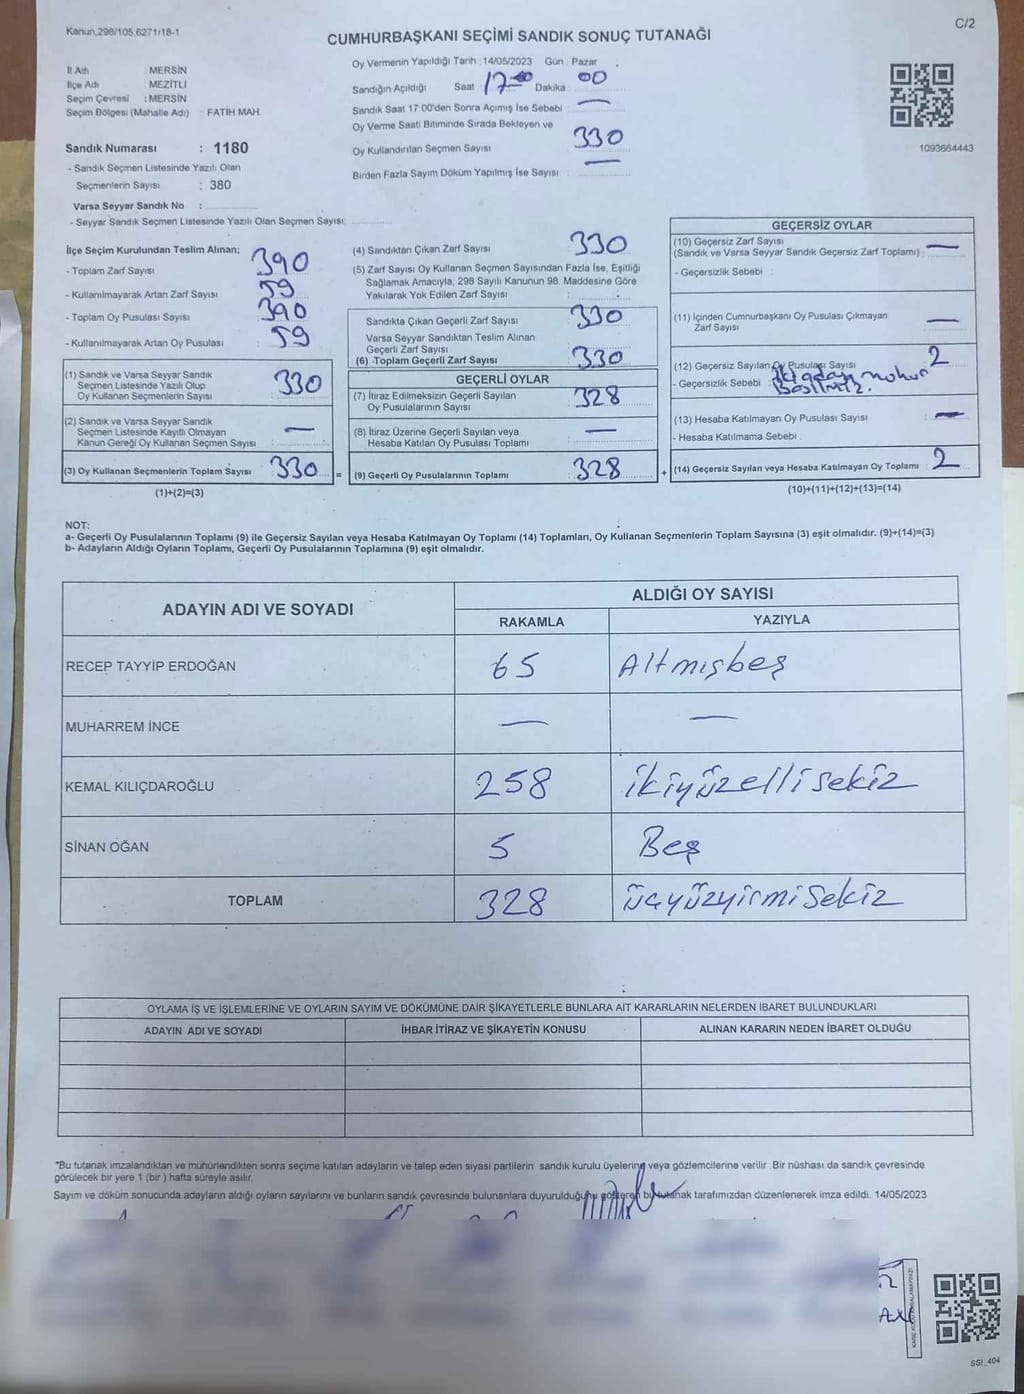 Kanun,298/105,6271/18-1
C/2
CUMHURBAŞKANI SEÇİMİ SANDIK SONUÇ TUTANAĞI
İl Adı : MERSİN
İlçe Adı : MEZİTLİ
Seçim Çevresi : MERSİN
Seçim Bölgesi (Mahalle Adı) : FATİH MAH.
Sandık Numarası : 1180
- Sandık Seçmen Listesinde Yazılı Olan
Seçmenlerin Sayısı : 380
Varsa Seyyar Sandık No :
- Seyyar Sandık Seçmen Listesinde Yazılı Olan Seçmen Sayısı:
Oy Vermenin Yapıldığı Tarih : 14/05/2023 Gün : Pazar
Sandığın Açıldığı Saat : 17:00 Dakika : 00
Sandık Saat 17:00'den Sonra Açımış İse Sebebi : —
Oy Verme Saati Bitiminde Sırada Bekleyen ve
Oy Kullandırılan Seçmen Sayısı : 330
Birden Fazla Sayım Döküm Yapılmış İse Sayısı : —
1093664443
İlçe Seçim Kurulundan Teslim Alınan;
- Toplam Zarf Sayısı : 390
- Kullanılmayarak Artan Zarf Sayısı : 59
- Toplam Oy Pusulası Sayısı : 390
- Kullanılmayarak Artan Oy Pusulası : 59
(1) Sandık ve Varsa Seyyar Sandık
Seçmen Listesinde Yazılı Olup
Oy Kullanan Seçmenlerin Sayısı : 330
(2) Sandık ve Varsa Seyyar Sandık
Seçmen Listesinde Kayıtlı Olmayan
Kanun Gereği Oy Kullanan Seçmen Sayısı : —
(3) Oy Kullanan Seçmenlerin Toplam Sayısı : 330 =
(1)+(2)=(3)
(4) Sandıktan Çıkan Zarf Sayısı : 330
(5) Zarf Sayısı Oy Kullanan Seçmen Sayısından Fazla İse, Eşitliği
Sağlamak Amacıyla, 298 Sayılı Kanunun 98. Maddesine Göre
Yakılarak Yok Edilen Zarf Sayısı :
Sandıkta Çıkan Geçerli Zarf Sayısı : 330
Varsa Seyyar Sandıktan Teslim Alınan
Geçerli Zarf Sayısı :
(6) -Toplam Geçerli Zarf Sayısı : 330
GEÇERLİ OYLAR
(7) İtiraz Edilmeksizin Geçerli Sayılan
Oy Pusulalarının Sayısı : 328
(8) İtiraz Üzerine Geçerli Sayılan veya
Hesaba Katılan Oy Pusulası Toplamı : —
(9) Geçerli Oy Pusulalarının Toplamı : 328 +
GEÇERSİZ OYLAR
(10) Geçersiz Zarf Sayısı
(Sandık ve Varsa Seyyar Sandık Geçersiz Zarf Toplamı) : —
- Geçersizlik Sebebi :
(11) İçinden Cumhurbaşkanı Oy Pusulası Çıkmayan
Zarf Sayısı : —
(12) Geçersiz Sayılan Oy Pusulası Sayısı : 2
- Geçersizlik Sebebi : iki adaya mühür
(13) Hesaba Katılmayan Oy Pusulası Sayısı : —
- Hesaba Katılmama Sebebi :
(14) Geçersiz Sayılan veya Hesaba Katılmayan Oy Toplamı : 2
(10)+(11)+(12)+(13)=(14)
NOT:
a- Geçerli Oy Pusulalarının Toplamı (9) ile Geçersiz Sayılan veya Hesaba Katılmayan Oy Toplamı (14) Toplamları, Oy Kullanan Seçmenlerin Toplam Sayısına (3) eşit olmalıdır. (9)+(14)=(3)
b- Adayların Aldığı Oyların Toplamı, Geçerli Oy Pusulalarının Toplamına (9) eşit olmalıdır.
ADAYIN ADI VE SOYADI
ALDIĞI OY SAYISI
RAKAMLA YAZIYLA
RECEP TAYYİP ERDOĞAN 65 Altmışbeş
MUHARREM İNCE — —
KEMAL KILIÇDAROĞLU 258 ikiyüzellisekiz
SİNAN OĞAN 5 Beş
TOPLAM 328 üçyüzyirmisekiz
OYLAMA İŞ VE İŞLEMLERİNE VE OYLARIN SAYIM VE DÖKÜMÜNE DAİR ŞİKAYETLERLE BUNLARA AİT KARARLARIN NELERDEN İBARET BULUNDUKLARI
ADAYIN ADI VE SOYADI İHBAR İTİRAZ VE ŞİKAYETİN KONUSU ALINAN KARARIN NEDEN İBARET OLDUĞU
*Bu tutanak imzalandıktan ve mühürlendikten sonra seçime katılan adayların ve talep eden siyasi partilerin sandık kurulu üyelerine veya gözlemcilerine verilir .Bir nüshası da sandık çevresinde
görülecek bir yere 1 (bir ) hafta süreyle asılır.
Sayım ve döküm sonucunda adayların aldığı oyların sayılarını ve bunların sandık çevresinde bulunanlara duyurulduğunu gösteren bu tutanak tarafımızdan düzenlenerek imza edildi. 14/05/2023
SSI_404